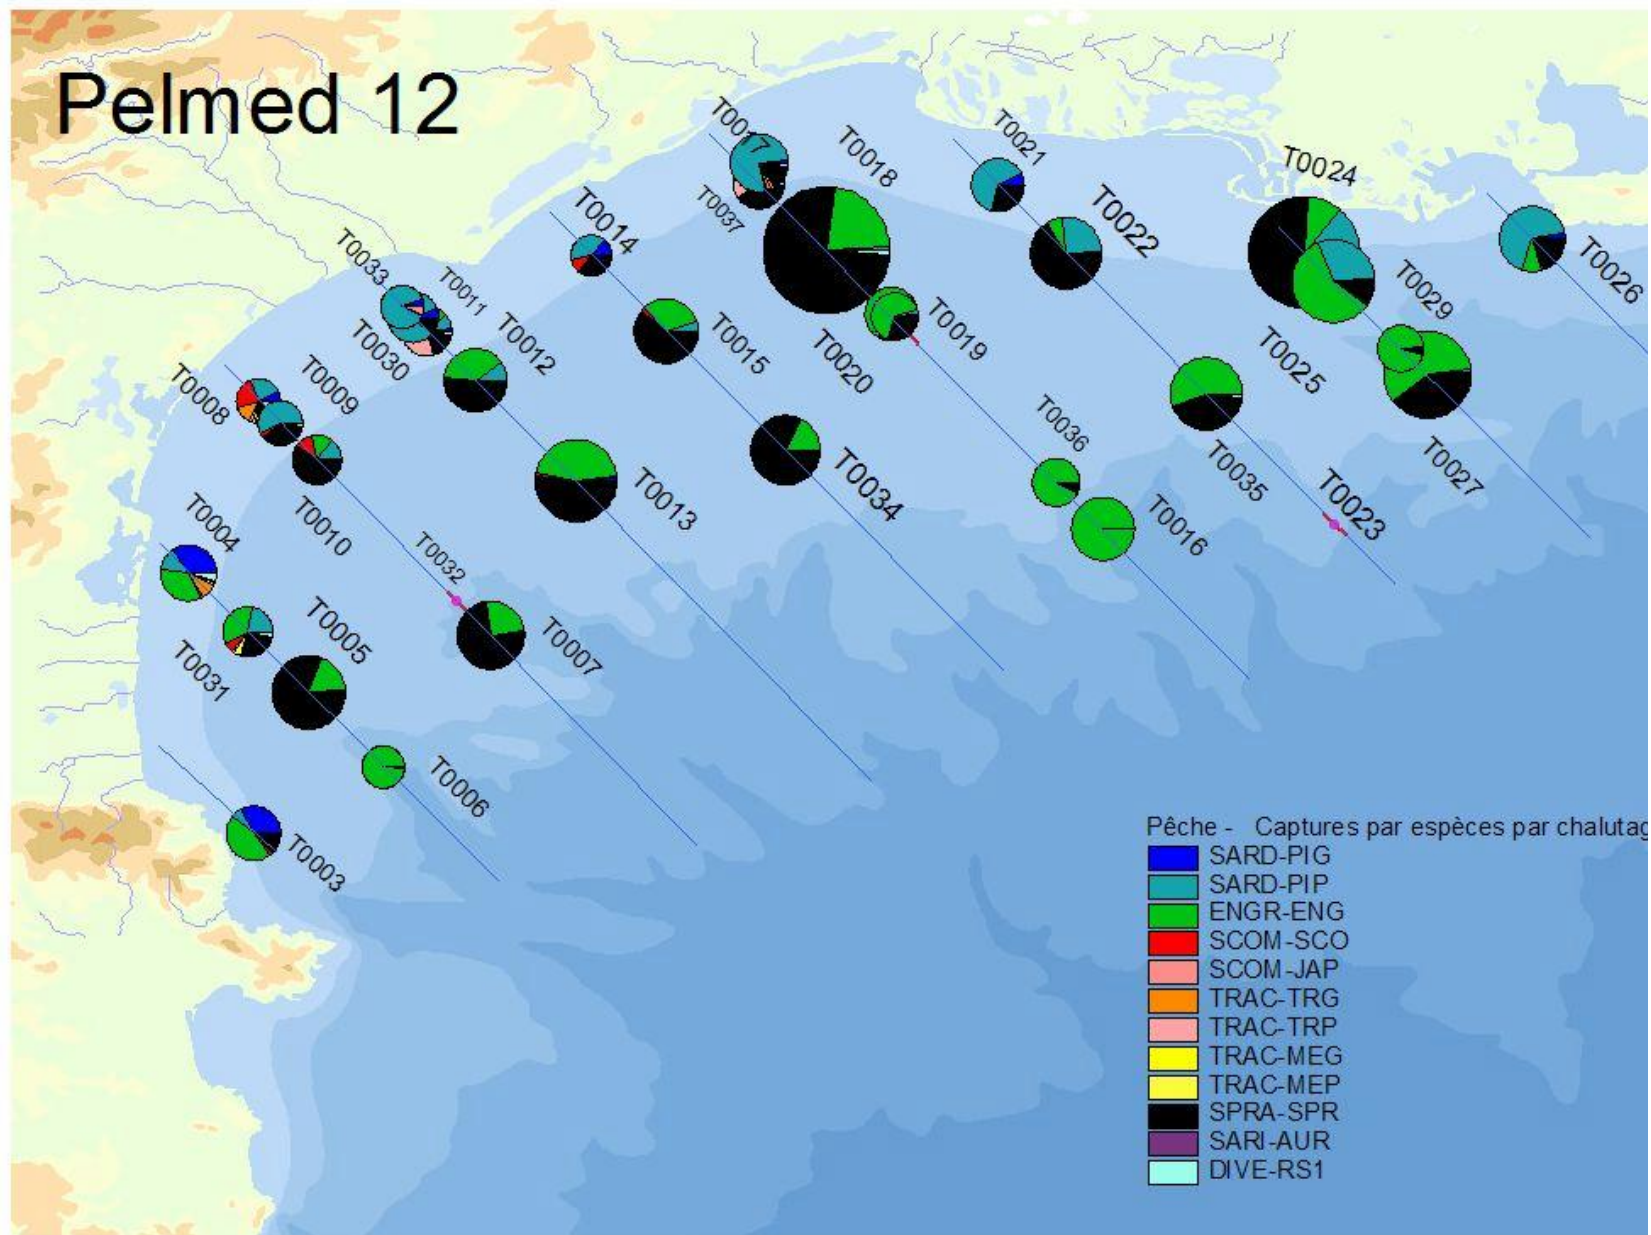 Pelmed 12
T0017
T0018
T0021
T0024
T0037
T0014
T0022
T0026
T0033
T0011
T0029
T0012
T0015
T0020
T0019
T0025
T0030
T0009
T0008
T0036
T0035
T0027
T0034
T0013
T0023
T0016
T0004
T0010
T0032
T0005
T0007
T0031
T0006
T0003
Pêche - Captures par espèces par chalutag
SARD-PIG
SARD-PIP
ENGR-ENG
SCOM-SCO
SCOM-JAP
TRAC-TRG
TRAC-TRP
TRAC-MEG
TRAC-MEP
SPRA-SPR
SARI-AUR
DIVE-RS1